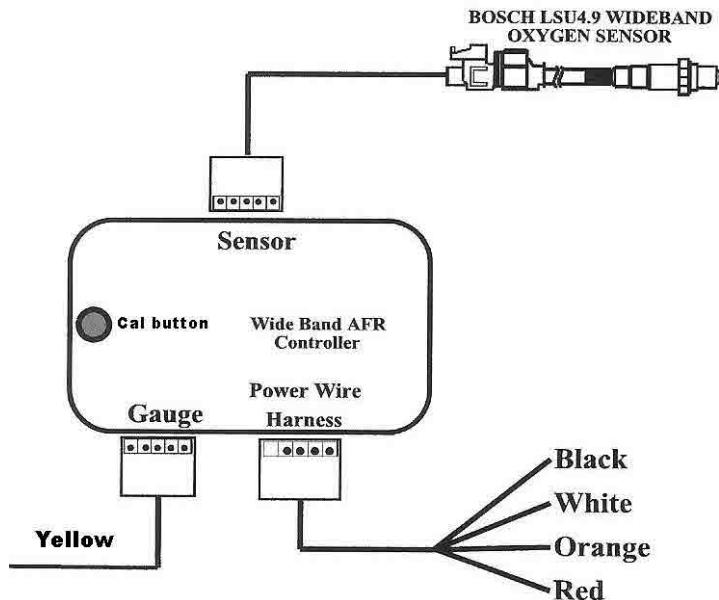 BOSCH LSU4.9 WIDEBAND
OXYGEN SENSOR
Sensor
Cal button
Wide Band AFR
Controller
Power Wire
Harness
Gauge
Yellow
Black
White
Orange
Red